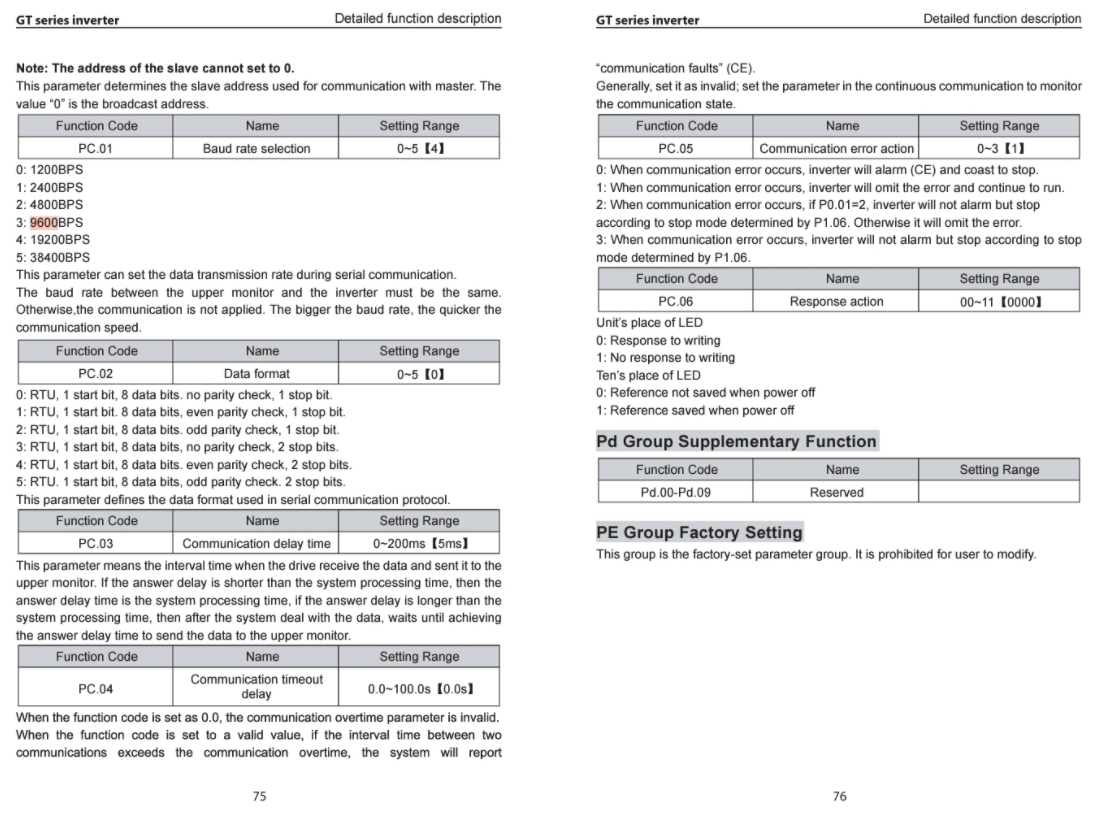 GT series inverter Detailed function description
Note: The address of the slave cannot set to 0.
This parameter determines the slave address used for communication with master. The
value “0” is the broadcast address.
Function Code Name Setting Range
PC.01 Baud rate selection 0~5【4】
0: 1200BPS
1: 2400BPS
2: 4800BPS
3: 9600BPS
4: 19200BPS
5: 38400BPS
This parameter can set the data transmission rate during serial communication.
The baud rate between the upper monitor and the inverter must be the same.
Otherwise,the communication is not applied. The bigger the baud rate, the quicker the
communication speed.
Function Code Name Setting Range
PC.02 Data format 0~5【0】
0: RTU, 1 start bit, 8 data bits. no parity check, 1 stop bit.
1: RTU, 1 start bit. 8 data bits, even parity check, 1 stop bit.
2: RTU, 1 start bit, 8 data bits. odd parity check, 1 stop bit.
3: RTU, 1 start bit, 8 data bits, no parity check, 2 stop bits.
4: RTU, 1 start bit, 8 data bits. even parity check, 2 stop bits.
5: RTU. 1 start bit, 8 data bits, odd parity check. 2 stop bits.
This parameter defines the data format used in serial communication protocol.
Function Code Name Setting Range
PC.03 Communication delay time 0~200ms【5ms】
This parameter means the interval time when the drive receive the data and sent it to the
upper monitor. If the answer delay is shorter than the system processing time, then the
answer delay time is the system processing time, if the answer delay is longer than the
system processing time, then after the system deal with the data, waits until achieving
the answer delay time to send the data to the upper monitor.
Function Code Name Setting Range
PC.04 Communication timeout delay 0.0~100.0s【0.0s】
When the function code is set as 0.0, the communication overtime parameter is invalid.
When the function code is set to a valid value, if the interval time between two
communications exceeds the communication overtime, the system will report
75
GT series inverter Detailed function description
“communication faults” (CE).
Generally, set it as invalid; set the parameter in the continuous communication to monitor
the communication state.
Function Code Name Setting Range
PC.05 Communication error action 0~3【1】
0: When communication error occurs, inverter will alarm (CE) and coast to stop.
1: When communication error occurs, inverter will omit the error and continue to run.
2: When communication error occurs, if P0.01=2, inverter will not alarm but stop
according to stop mode determined by P1.06. Otherwise it will omit the error.
3: When communication error occurs, inverter will not alarm but stop according to stop
mode determined by P1.06.
Function Code Name Setting Range
PC.06 Response action 00~11【0000】
Unit’s place of LED
0: Response to writing
1: No response to writing
Ten’s place of LED
0: Reference not saved when power off
1: Reference saved when power off
Pd Group Supplementary Function
Function Code Name Setting Range
Pd.00-Pd.09 Reserved
PE Group Factory Setting
This group is the factory-set parameter group. It is prohibited for user to modify.
76